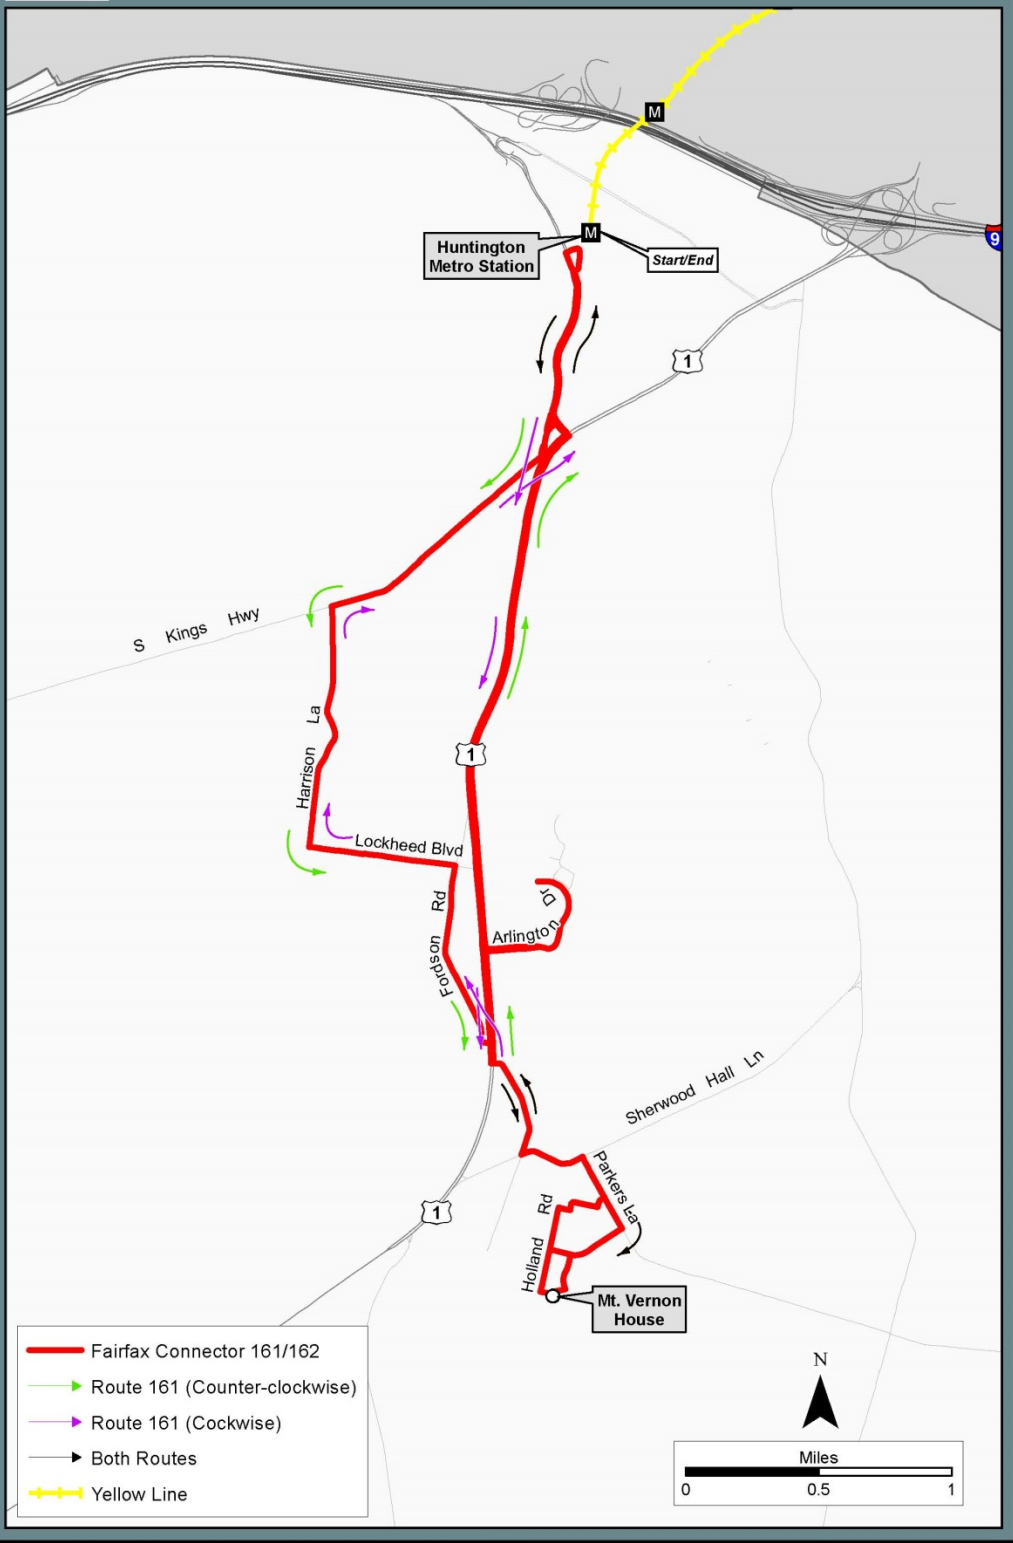 M
M
9
Huntington
Metro Station
Start/End
1
S Kings Hwy
Harrison La
1
Lockheed Blvd
Fordson Rd
Arlington Dr
Sherwood Hall Ln
Parkers La
Holland Rd
1
Mt. Vernon
House
Fairfax Connector 161/162
Route 161 (Counter-clockwise)
Route 161 (Cockwise)
Both Routes
Yellow Line
N
Miles
0 0.5 1